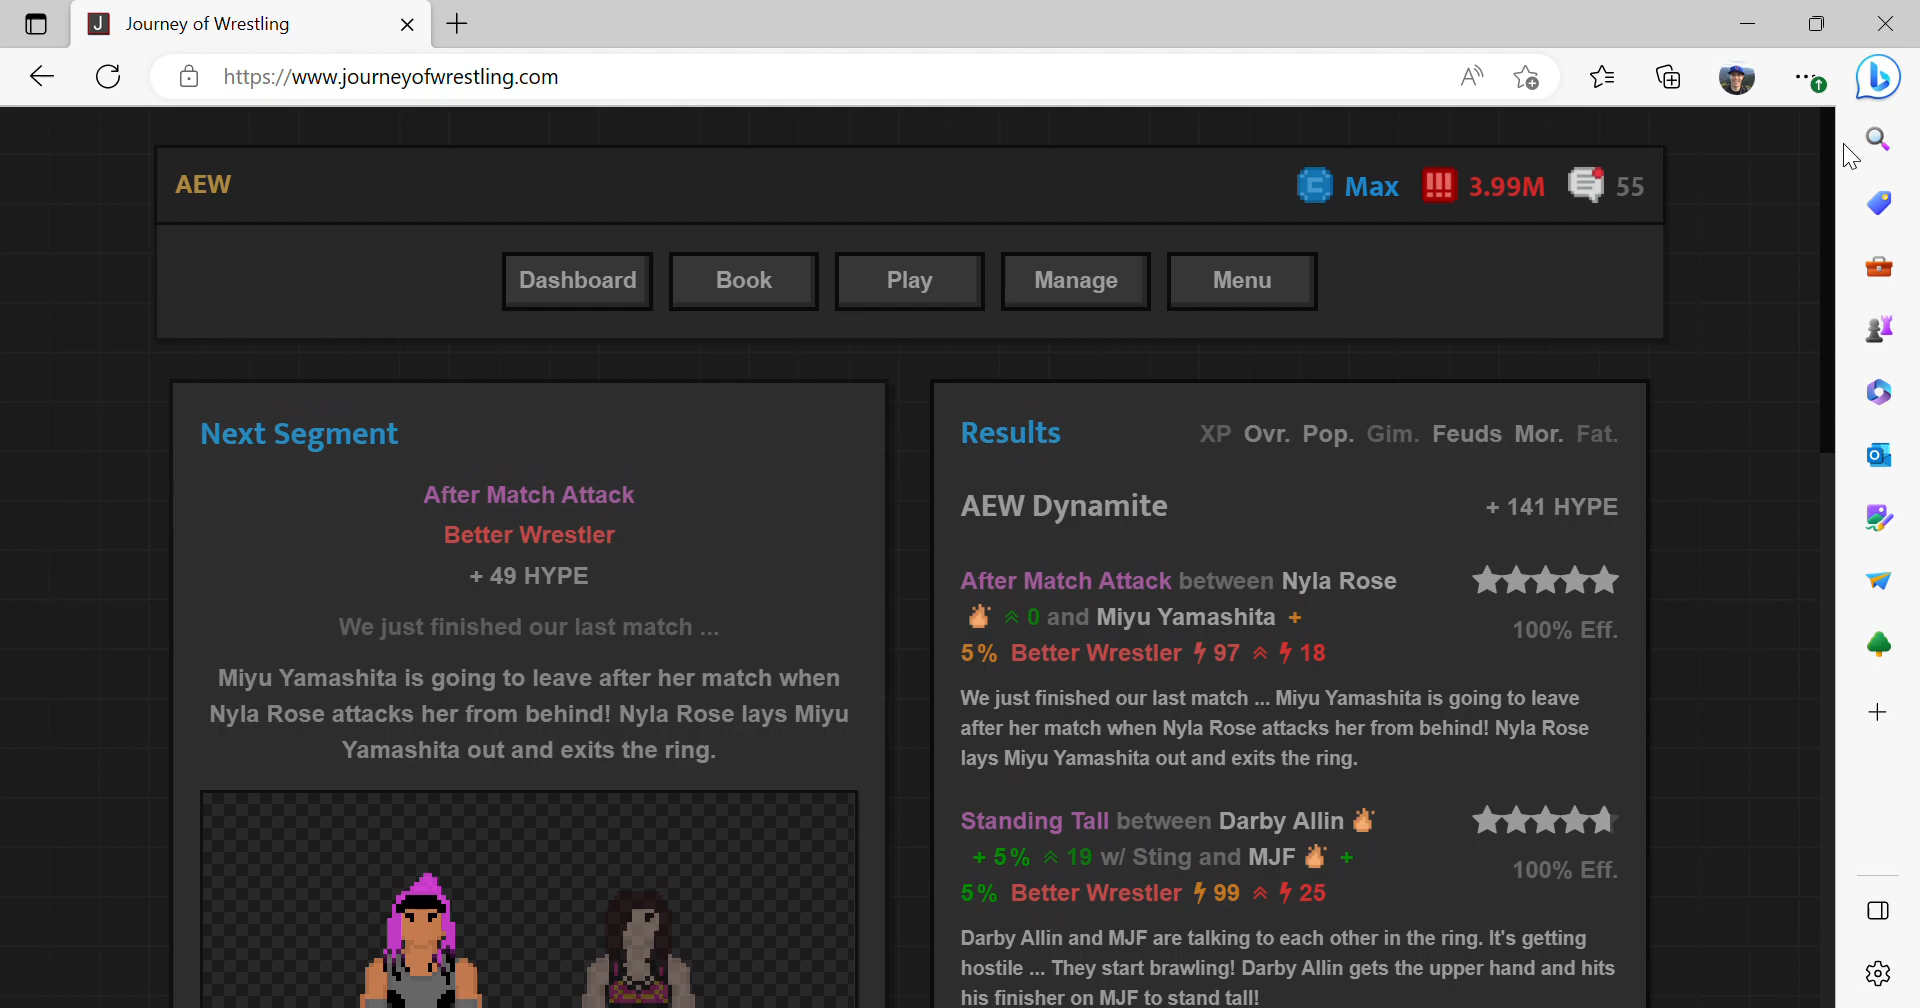 Journey of Wrestling
https://www.journeyofwrestling.com
AEW
Max
3.99M
55
Dashboard
Book
Play
Manage
Menu
Next Segment
After Match Attack
Better Wrestler
+ 49 HYPE
We just finished our last match ...
Miyu Yamashita is going to leave after her match when
Nyla Rose attacks her from behind! Nyla Rose lays Miyu
Yamashita out and exits the ring.
Results
XP Ovr. Pop. Gim. Feuds Mor. Fat.
AEW Dynamite
+ 141 HYPE
After Match Attack between Nyla Rose
0 and Miyu Yamashita +
5% Better Wrestler 97 18
100% Eff.
We just finished our last match ... Miyu Yamashita is going to leave
after her match when Nyla Rose attacks her from behind! Nyla Rose
lays Miyu Yamashita out and exits the ring.
Standing Tall between Darby Allin
+ 5% 19 w/ Sting and MJF +
5% Better Wrestler 99 25
100% Eff.
Darby Allin and MJF are talking to each other in the ring. It's getting
hostile ... They start brawling! Darby Allin gets the upper hand and hits
his finisher on MJF to stand tall!